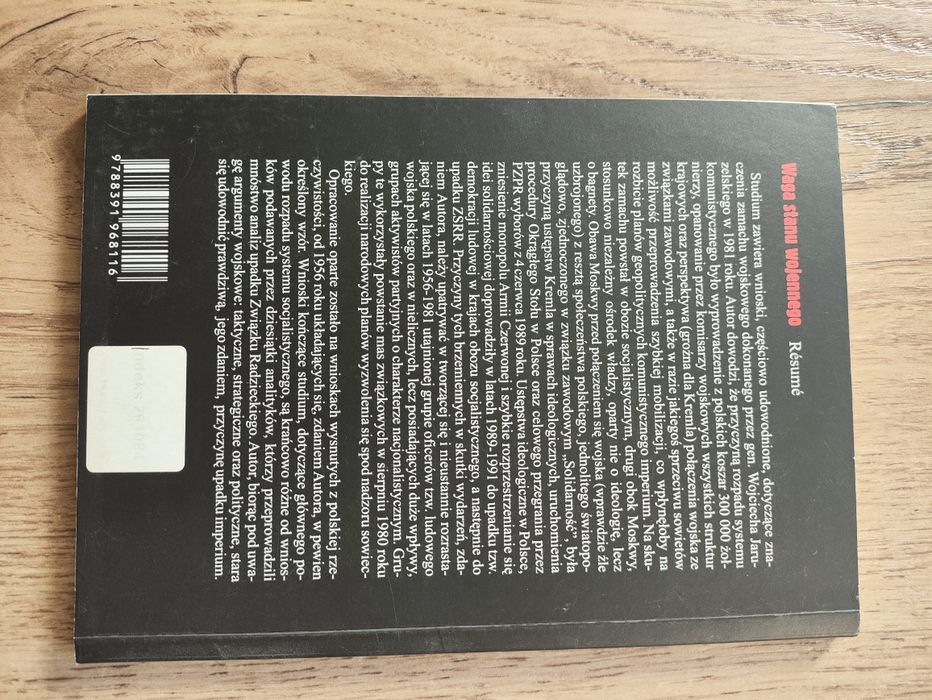 Waga stanu wojennego Résumé
Studium zawiera wnioski, częściowo udowodnione, dotyczące zna-
czenia zamachu wojskowego dokonanego przez gen. Wojciecha Jaru-
zelskiego w 1981 roku. Autor dowodzi, że przyczyną rozpadu systemu
komunistycznego było wyprowadzenie z polskich koszar 300 000 żoł-
nierzy, opanowanie przez komisarzy wojskowych wszystkich struktur
krajowych oraz perspektywa (groźna dla Kremla) połączenia wojska ze
związkami zawodowymi, a także w razie jakiegoś sprzeciwu sowietów
możliwość przeprowadzenia szybkiej mobilizacji, co wpłynęłoby na
rozbicie planów geopolitycznych komunistycznego imperium. Na sku-
tek zamachu powstał w obozie socjalistycznym, drugi obok Moskwy,
stosunkowo niezależny ośrodek władzy, oparty nie o ideologię, lecz
o bagnety. Obawa Moskwy przed połączeniem się wojska (wprawdzie źle
uzbrojonego) z resztą społeczeństwa polskiego, jednolitego światopo-
glądowo, zjednoczonego w związku zawodowym „Solidarność", była
przyczyną ustępstw Kremla w sprawach ideologicznych, uruchomienia
procedury Okrągłego Stołu w Polsce oraz celowego przegrania przez
PZPR wyborów z 4 czerwca 1989 roku. Ustępstwa ideologiczne w Polsce,
zniesienie monopolu Armii Czerwonej i szybkie rozprzestrzenianie się
idei solidarnościowej doprowadziły w latach 1989-1991 do upadku tzw.
demokracji ludowej w krajach obozu socjalistycznego, a następnie do
upadku ZSRR. Przyczyny tych brzemiennych w skutki wydarzeń, zda-
niem Autora, należy upatrywać w tworzącej się i nieustannie rozrasta-
jącej się w latach 1956-1981 utajnionej grupie oficerów tzw. ludowego
wojska polskiego oraz w nielicznych, lecz posiadających duże wpływy,
grupach aktywistów partyjnych o charakterze nacjonalistycznym. Gru-
py te wykorzystały powstanie mas związkowych w sierpniu 1980 roku
do realizacji narodowych planów wyzwolenia się spod nadzoru sowiec-
kiego.
Opracowanie oparte zostało na wnioskach wysnutych z polskiej rze-
czywistości, od 1956 roku układających się, zdaniem Autora, w pewien
określony wzór. Wnioski kończące studium, dotyczące głównego po-
wodu rozpadu systemu socjalistycznego, są krańcowo różne od wnios-
ków podawanych przez dziesiątki analityków, którzy przeprowadzili
mnóstwo analiz upadku Związku Radzieckiego. Autor, biorąc pod uwa-
gę argumenty wojskowe: taktyczne, strategiczne oraz polityczne, stara
się udowodnić prawdziwą, jego zdaniem, przyczynę upadku imperium.
9788391968116
Indeks 261084